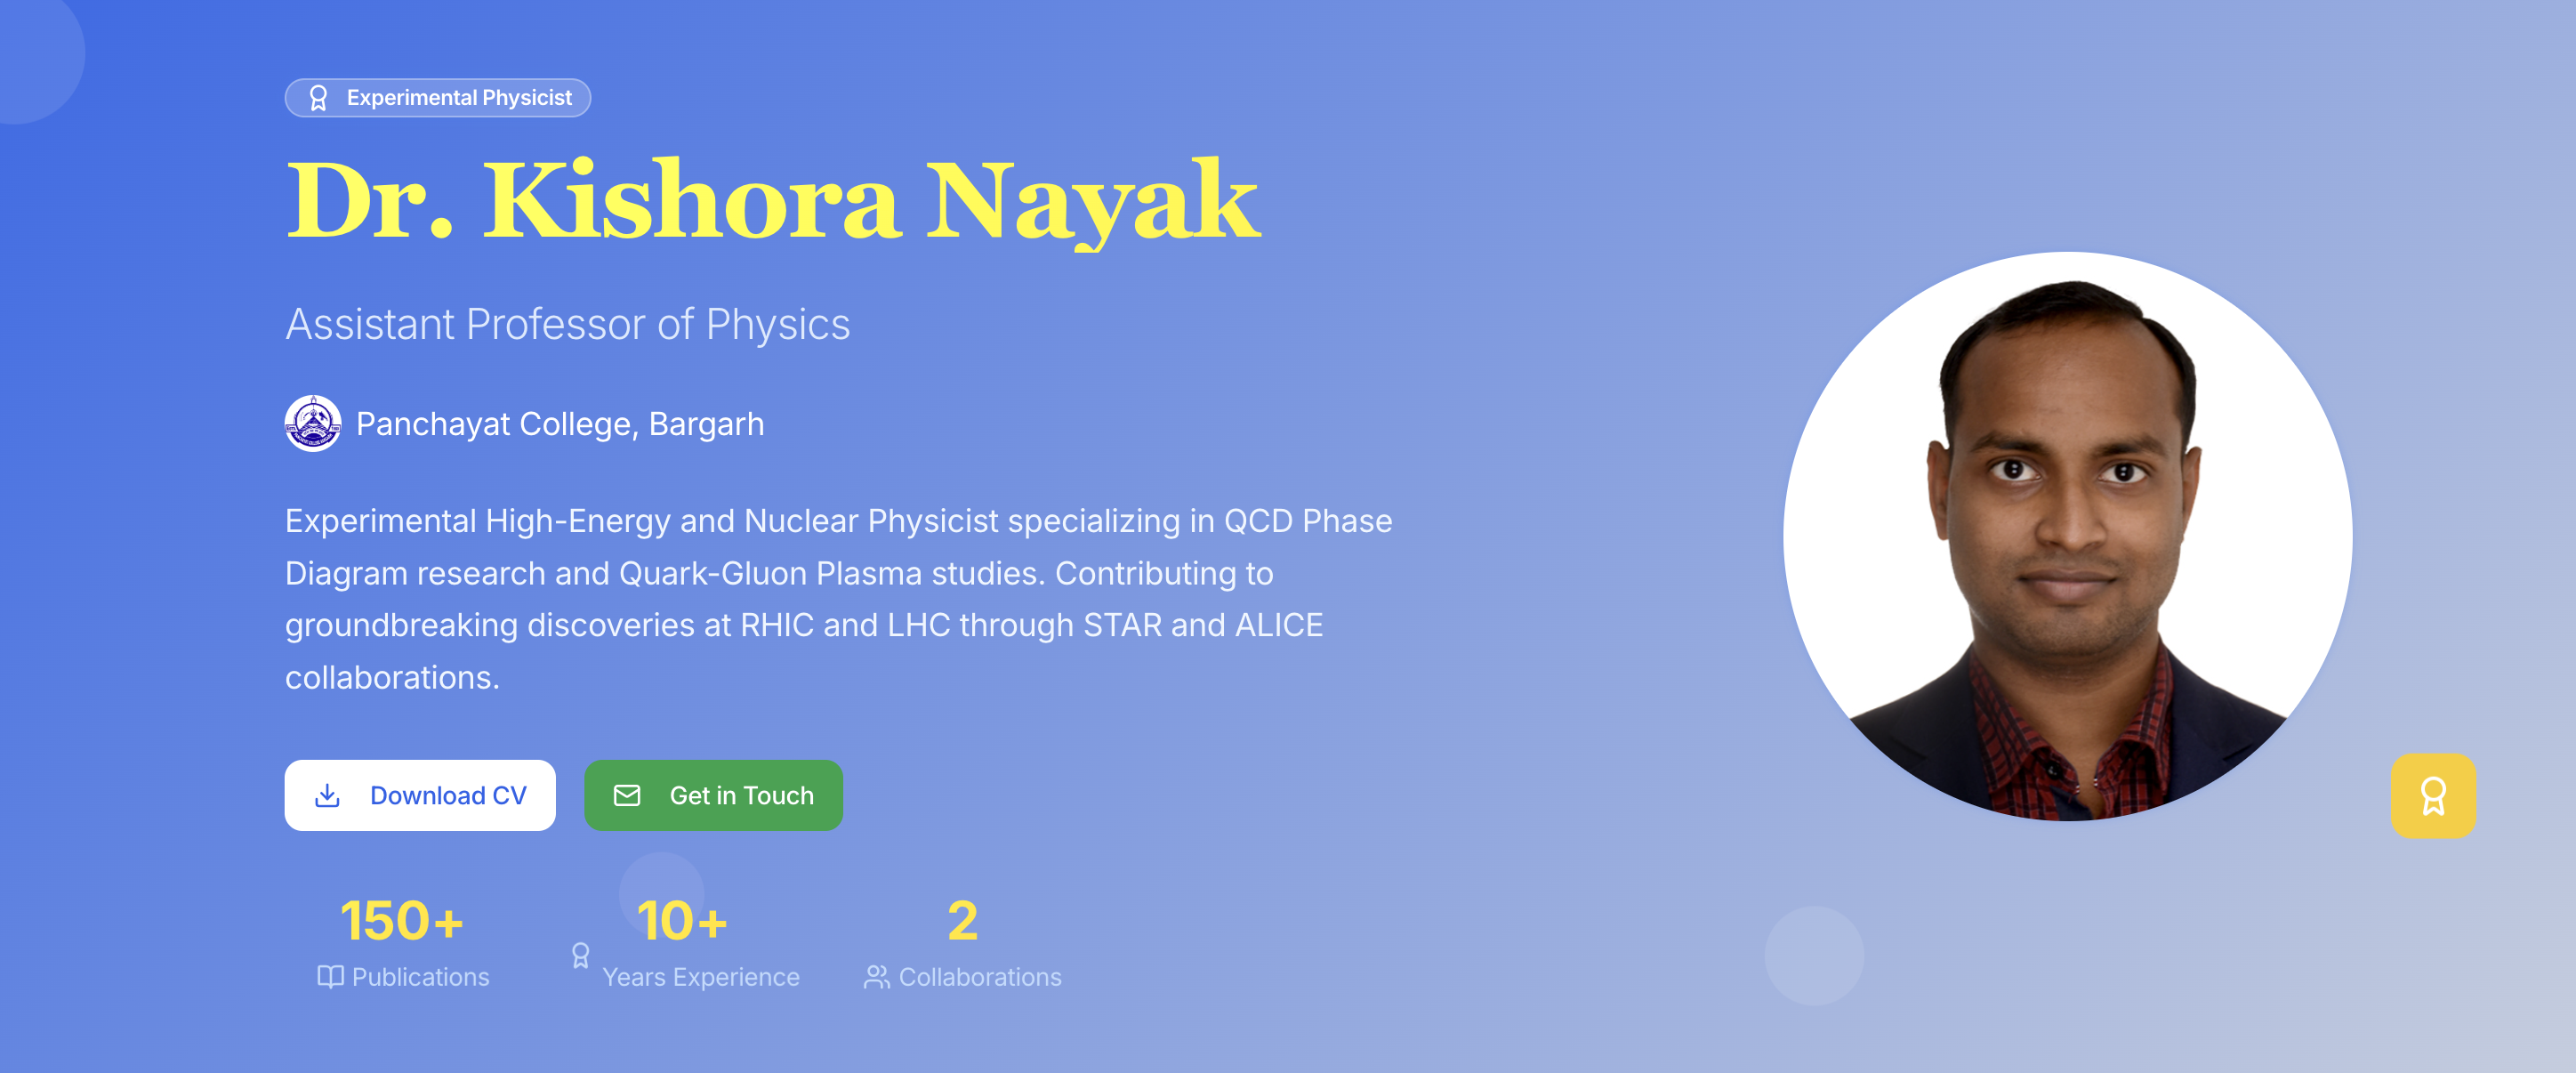 Experimental Physicist
Dr. Kishora Nayak
Assistant Professor of Physics
Panchayat College, Bargarh
Experimental High-Energy and Nuclear Physicist specializing in QCD Phase
Diagram research and Quark-Gluon Plasma studies. Contributing to
groundbreaking discoveries at RHIC and LHC through STAR and ALICE
collaborations.
Download CV
Get in Touch
150+
Publications
10+
Years Experience
2
Collaborations